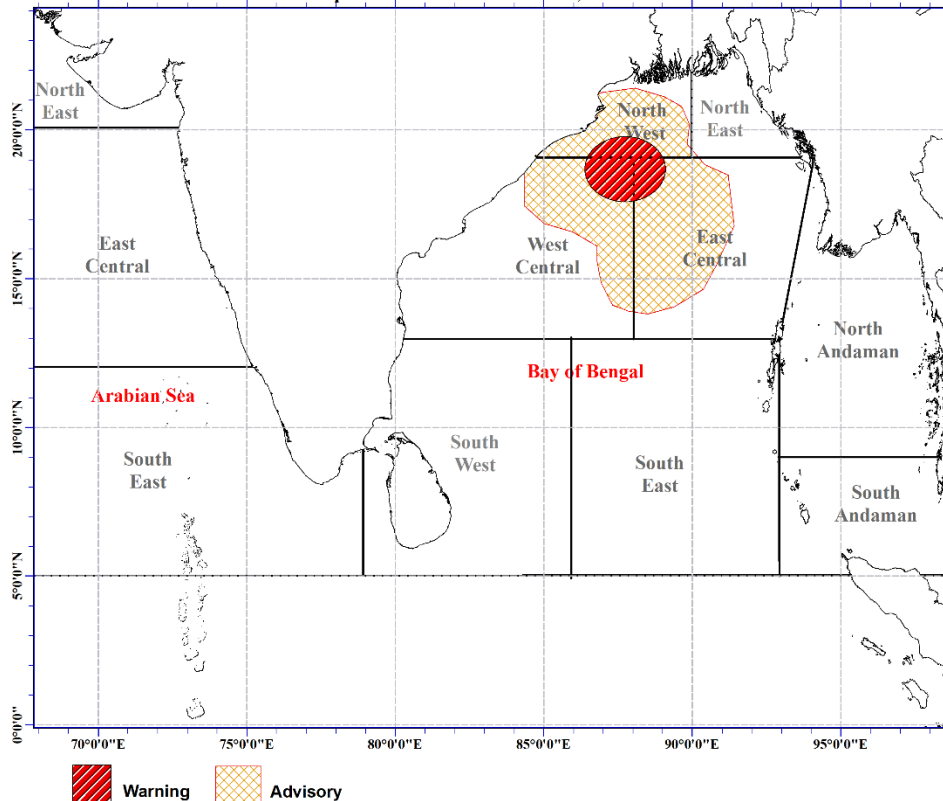 North
East
North
West
North
East
20°0'0"N
East
Central
West
Central
East
Central
15°0'0"N
North
Andaman
Bay of Bengal
Arabian Sea
10°0'0"N
South
West
South
East
South
East
South
Andaman
5°0'0"N
0°0'0"
70°0'0"E
75°0'0"E
80°0'0"E
85°0'0"E
90°0'0"E
95°0'0"E
Warning
Advisory